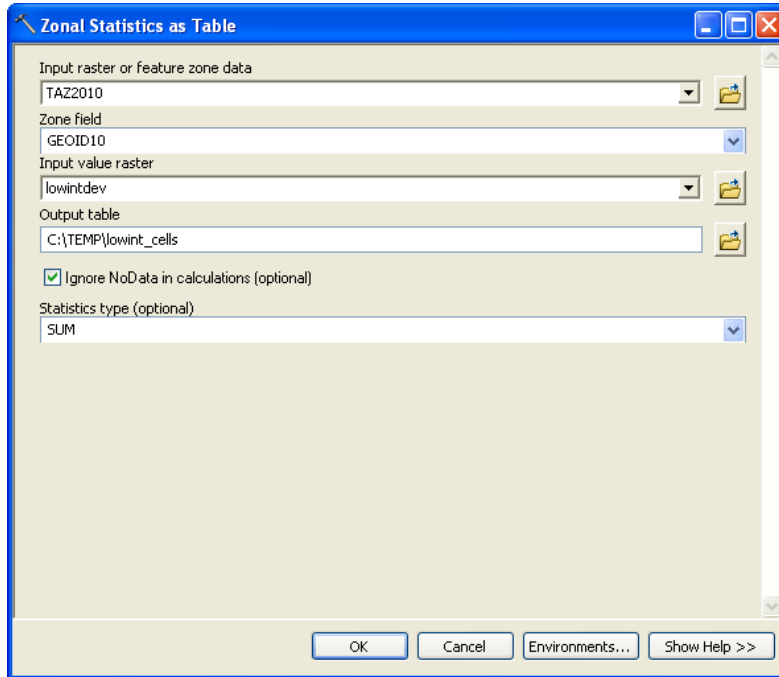 Zonal Statistics as Table
Input raster or feature zone data
TAZ2010
Zone field
GEOID10
Input value raster
lowintdev
Output table
C:\TEMP\lowint_cells
Ignore NoData in calculations (optional)
Statistics type (optional)
SUM
OK Cancel Environments... Show Help >>